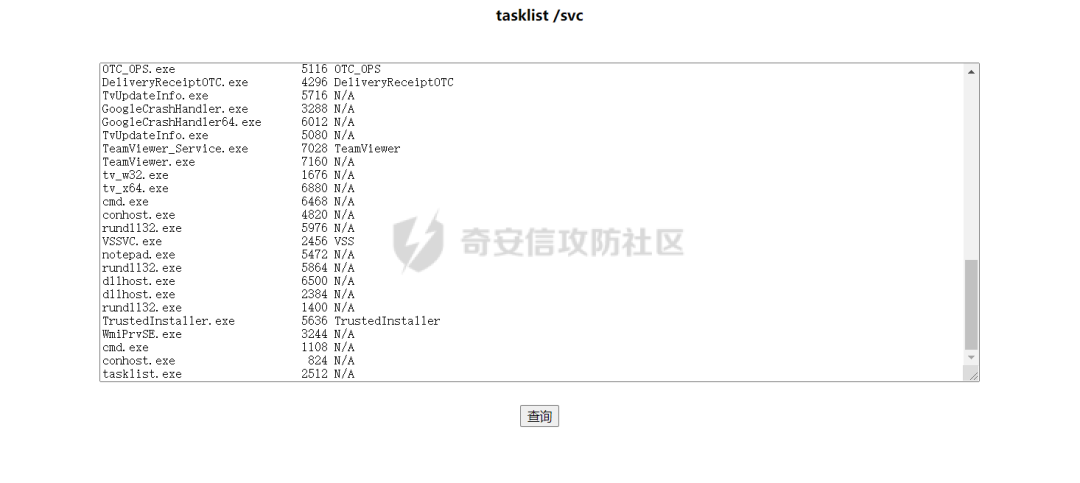 tasklist /svc
OTC_OPS.exe 5116 OTC_OPS
DeliveryReceiptOTC.exe 4296 DeliveryReceiptOTC
TvUpdateInfo.exe 5716 N/A
GoogleCrashHandler.exe 3288 N/A
GoogleCrashHandler64.exe 6012 N/A
TvUpdateInfo.exe 5080 N/A
TeamViewer_Service.exe 7028 TeamViewer
TeamViewer.exe 7160 N/A
tv_w32.exe 1676 N/A
tv_x64.exe 6880 N/A
cmd.exe 6468 N/A
conhost.exe 4820 N/A
rundll32.exe 5976 N/A
VSSVC.exe 2456 VSS
notepad.exe 5472 N/A
rundll32.exe 5864 N/A
dllhost.exe 6500 N/A
dllhost.exe 2384 N/A
rundll32.exe 1400 N/A
TrustedInstaller.exe 5636 TrustedInstaller
WmiPrvSE.exe 3244 N/A
cmd.exe 1108 N/A
conhost.exe 824 N/A
tasklist.exe 2512 N/A
奇安信攻防社区
查询